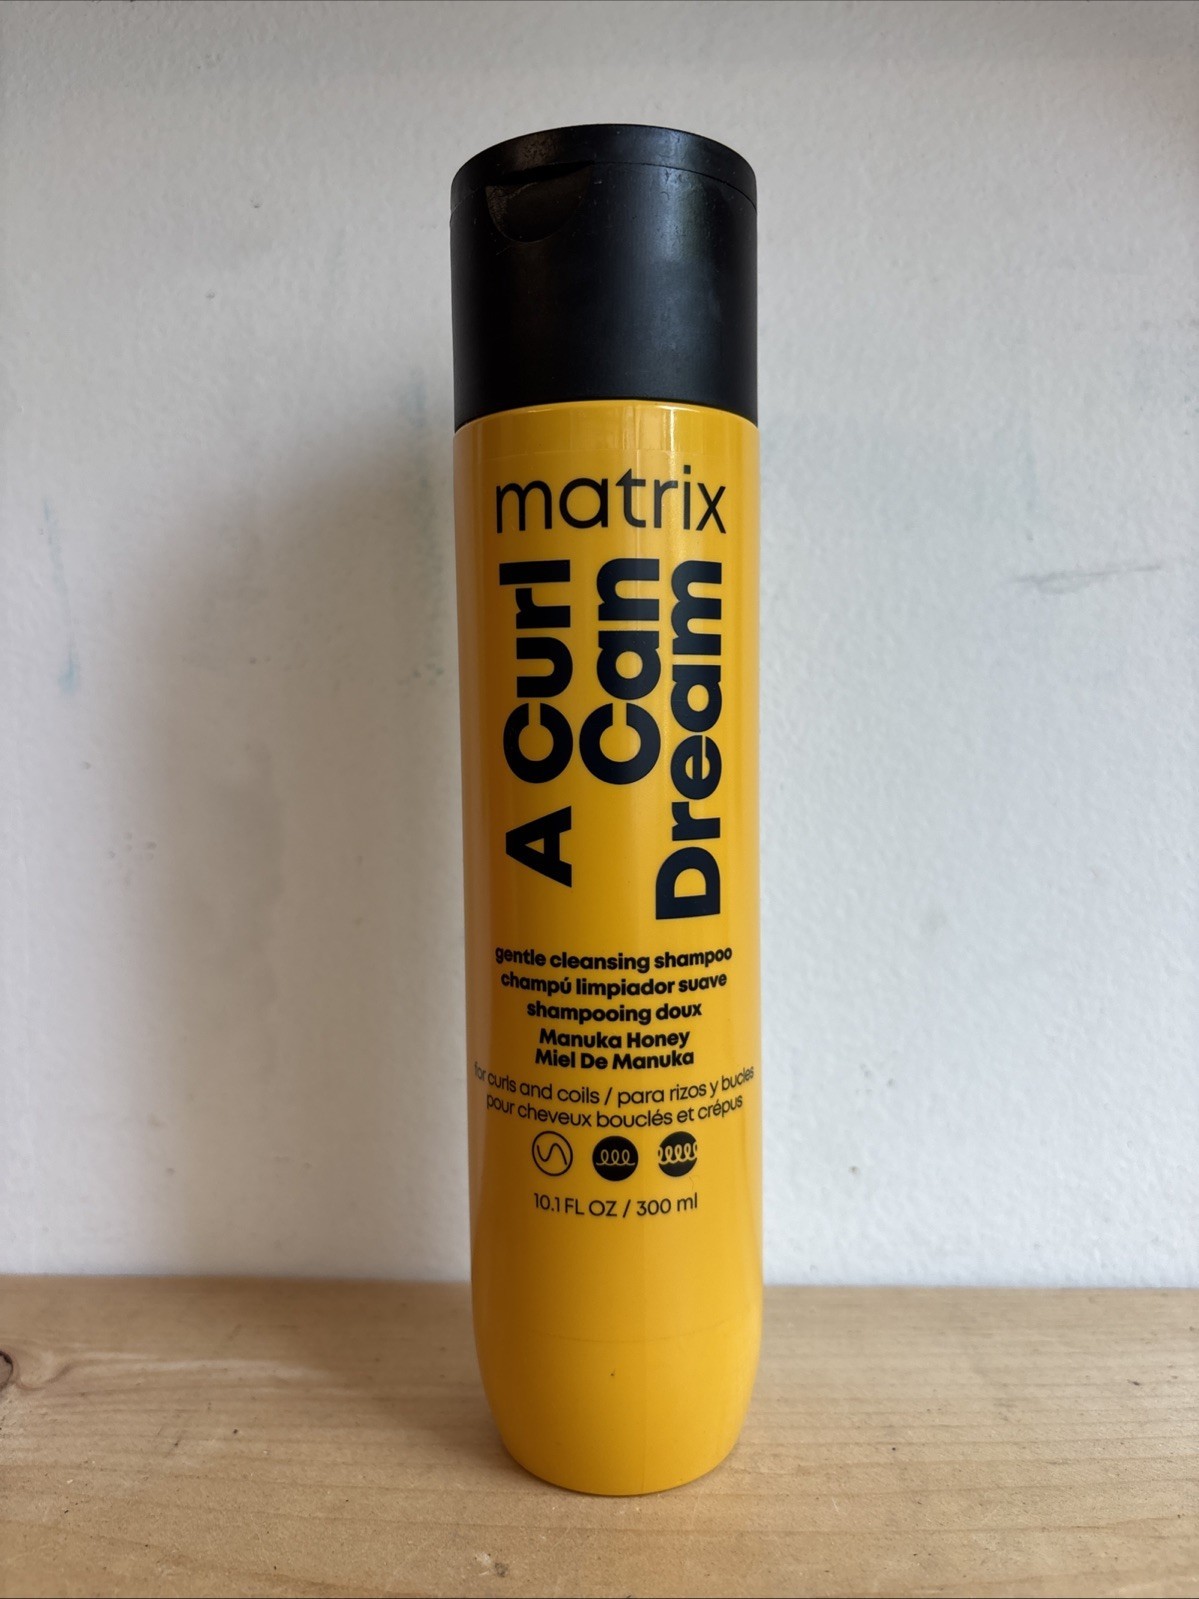 matrix
A Curl
Can
Dream
gentle cleansing shampoo
champú limpiador suave
shampooing doux
Manuka Honey
Miel De Manuka
for curls and coils / para rizos y bucles
pour cheveux bouclés et crépus
10.1 FL OZ / 300 ml